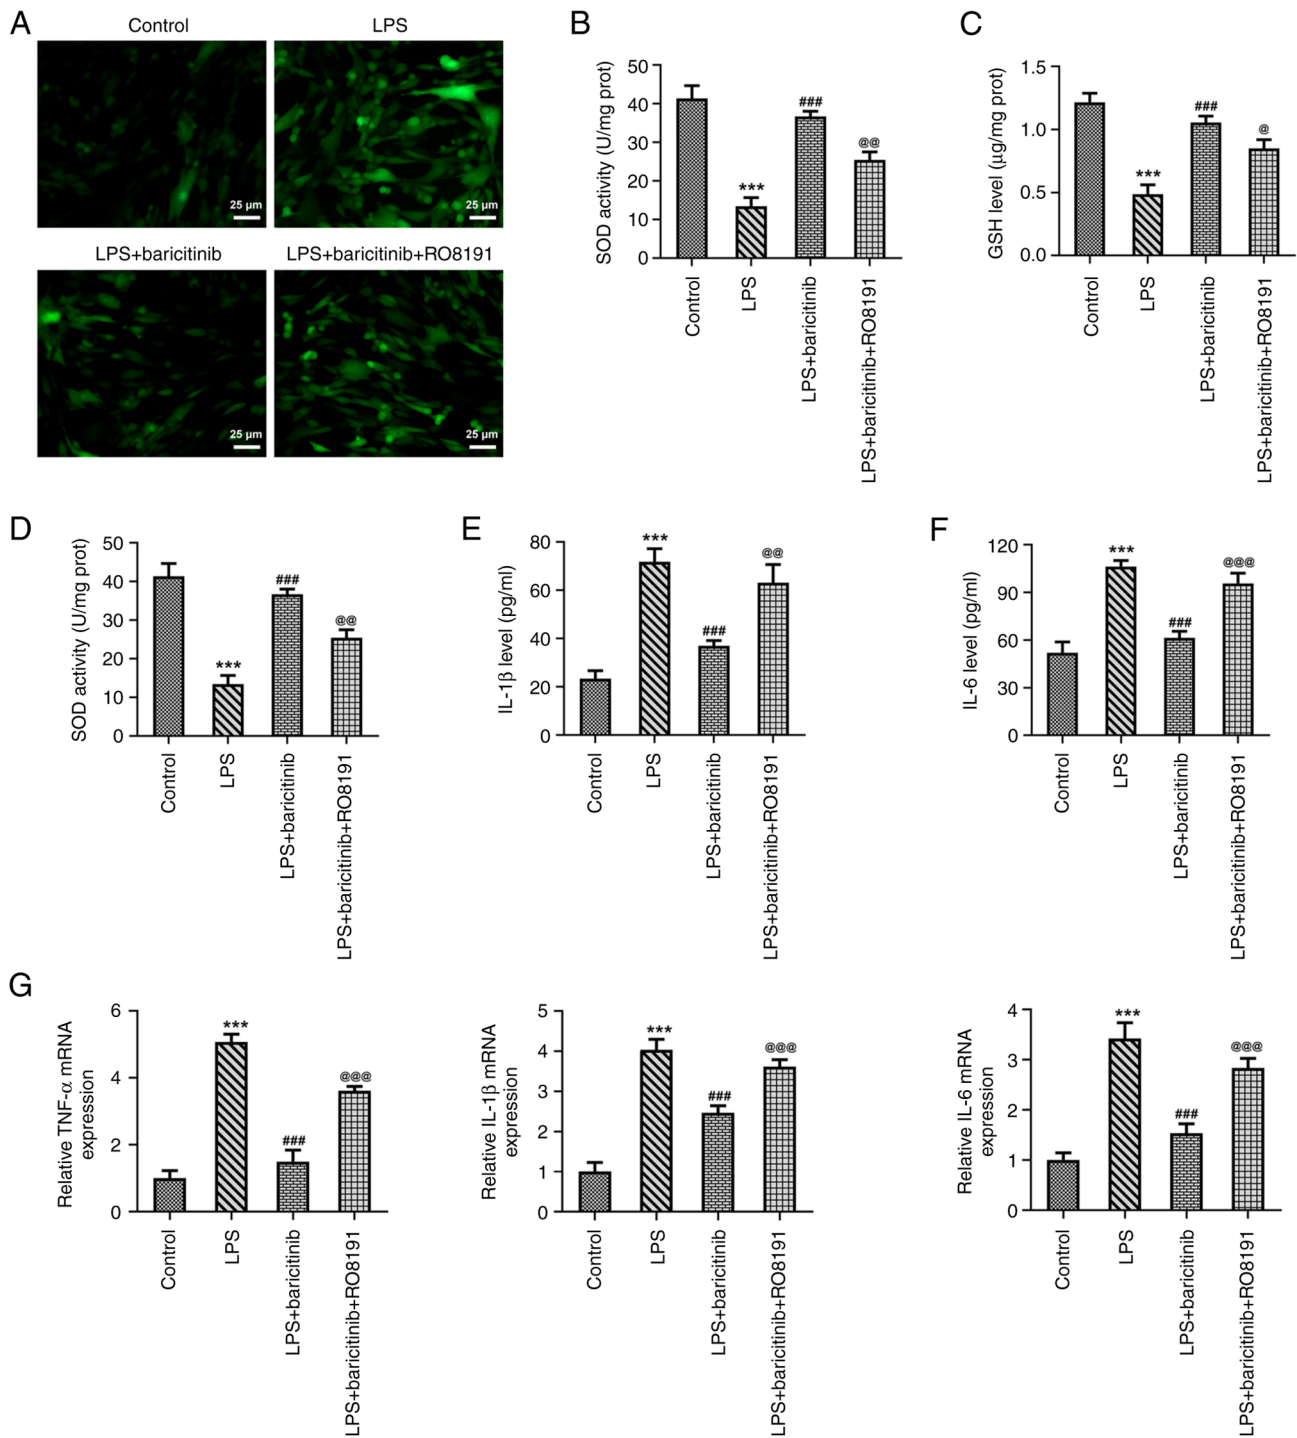 A
Control
LPS
25 μm
25 μm
LPS+baricitinib
LPS+baricitinib+RO8191
25 μm
25 μm
B
SOD activity (U/mg prot)
50
40
30
20
10
0
***
###
@@
Control
LPS
LPS+baricitinib
LPS+baricitinib+RO8191
C
GSH level (μg/mg prot)
1.5
1.0
0.5
0.0
***
###
@
Control
LPS
LPS+baricitinib
LPS+baricitinib+RO8191
D
SOD activity (U/mg prot)
50
40
30
20
10
0
***
###
@@
Control
LPS
LPS+baricitinib
LPS+baricitinib+RO8191
E
IL-1β level (pg/ml)
80
60
40
20
0
***
###
@@
Control
LPS
LPS+baricitinib
LPS+baricitinib+RO8191
F
IL-6 level (pg/ml)
120
90
60
30
0
***
###
@@@
Control
LPS
LPS+baricitinib
LPS+baricitinib+RO8191
G
Relative TNF-α mRNA
expression
6
4
2
0
***
###
@@@
Control
LPS
LPS+baricitinib
LPS+baricitinib+RO8191
Relative IL-1β mRNA
expression
5
4
3
2
1
0
***
###
@@@
Control
LPS
LPS+baricitinib
LPS+baricitinib+RO8191
Relative IL-6 mRNA
expression
4
3
2
1
0
***
###
@@@
Control
LPS
LPS+baricitinib
LPS+baricitinib+RO8191